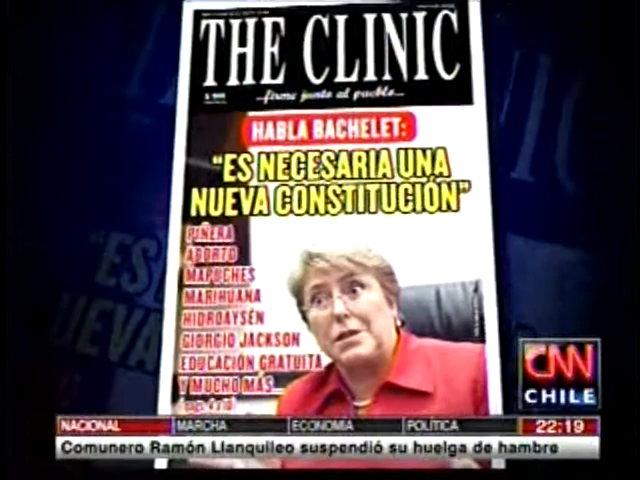 THE CLINIC
...firme junto al pueblo...
HABLA BACHELET:
"ES NECESARIA UNA
NUEVA CONSTITUCIÓN"
PIÑERA
ABORTO
MAPUCHES
MARIHUANA
HIDROAYSÉN
GIORGIO JACKSON
EDUCACIÓN GRATUITA
Y MUCHO MÁS...
"ES
NUEVA
CNN
CHILE
NACIONAL MARCHA ECONOMÍA POLÍTICA 22:19
Comunero Ramón Llanquileo suspendió su huelga de hambre